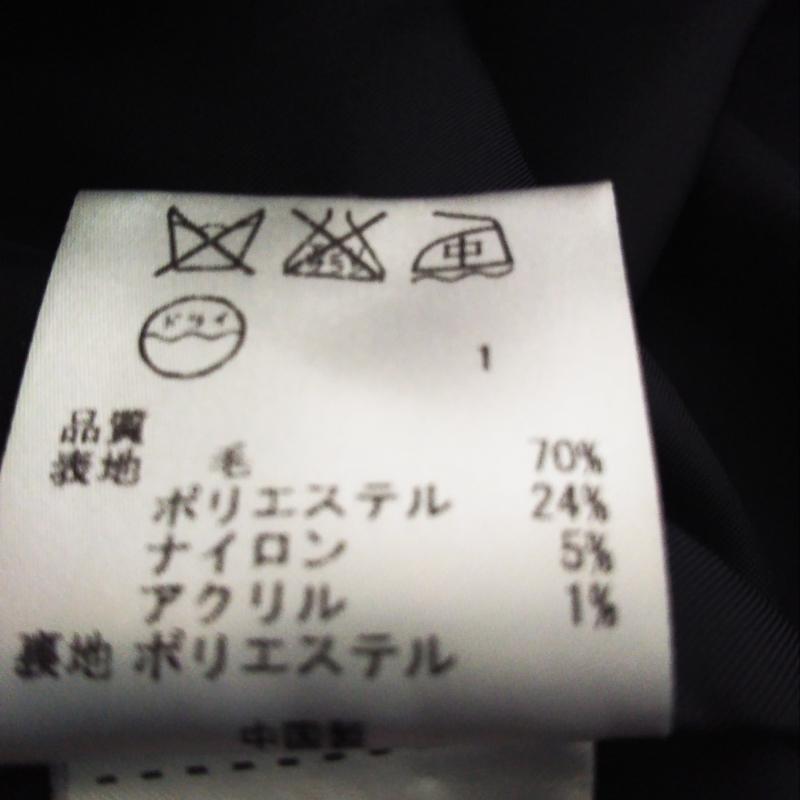 中
ドライ
1
品質
表地 毛 70%
ポリエステル 24%
ナイロン 5%
アクリル 1%
裏地 ポリエステル
中国製